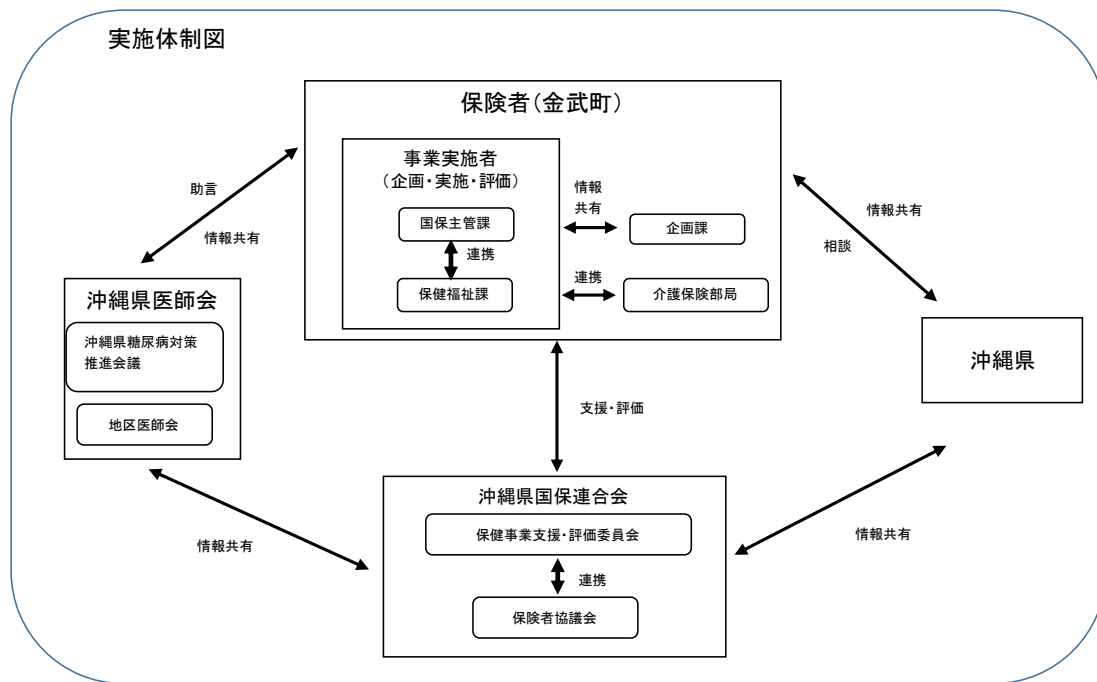 実施体制図
保険者（金武町）
事業実施者
（企画・実施・評価）
国保主管課
連携
保健福祉課
情報
共有
企画課
連携
介護保険部局
助言
情報共有
情報共有
相談
沖縄県医師会
沖縄県糖尿病対策
推進会議
地区医師会
沖縄県
支援・評価
沖縄県国保連合会
保健事業支援・評価委員会
連携
保険者協議会
情報共有
情報共有